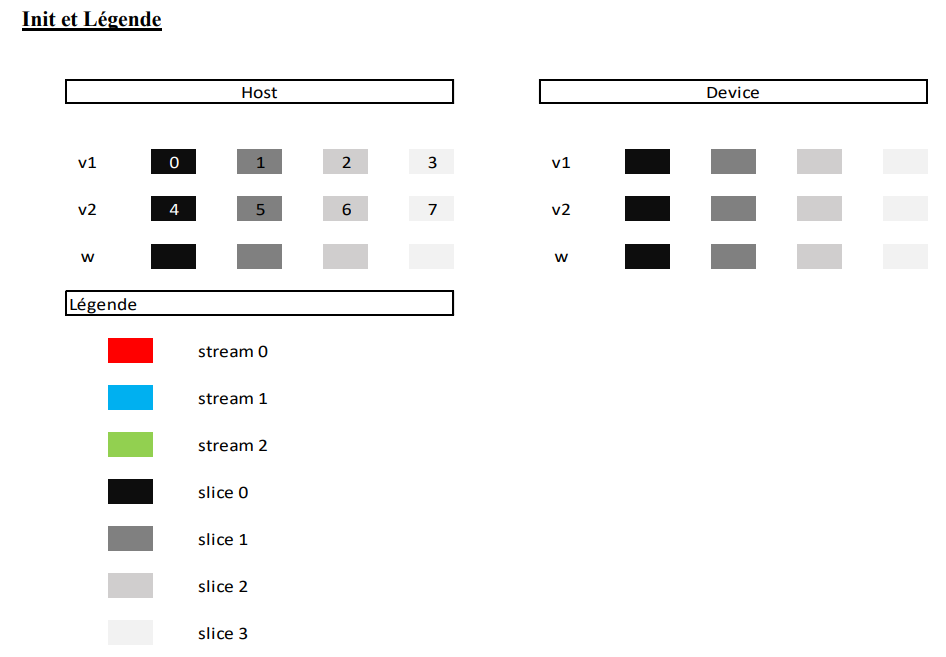 Init et Légende
Host
Device
v1 0 1 2 3
v1
v2 4 5 6 7
v2
w
w
Légende
stream 0
stream 1
stream 2
slice 0
slice 1
slice 2
slice 3